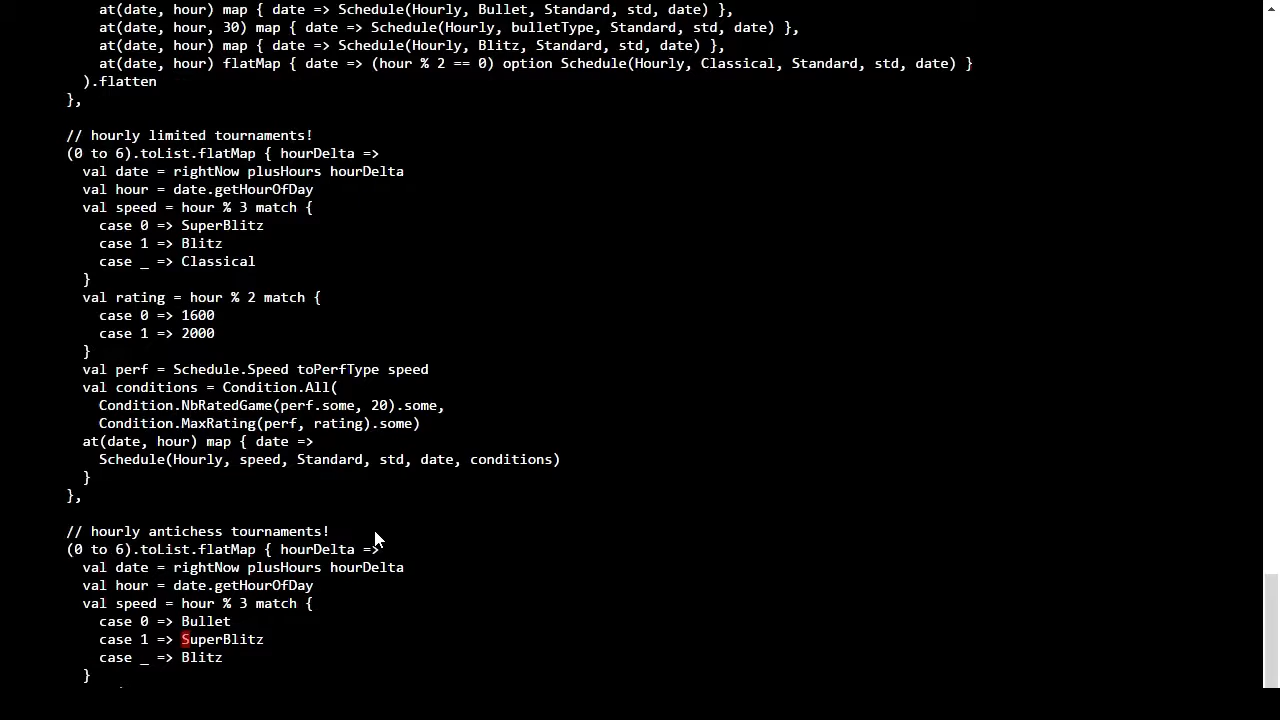 at(date, hour) map { date => Schedule(Hourly, Bullet, Standard, std, date) },
at(date, hour, 30) map { date => Schedule(Hourly, bulletType, Standard, std, date) },
at(date, hour) map { date => Schedule(Hourly, Blitz, Standard, std, date) },
at(date, hour) flatMap { date => (hour % 2 == 0) option Schedule(Hourly, Classical, Standard, std, date) }
).flatten
},
// hourly limited tournaments!
(0 to 6).toList.flatMap { hourDelta =>
val date = rightNow plusHours hourDelta
val hour = date.getHourOfDay
val speed = hour % 3 match {
case 0 => SuperBlitz
case 1 => Blitz
case _ => Classical
}
val rating = hour % 2 match {
case 0 => 1600
case 1 => 2000
}
val perf = Schedule.Speed toPerfType speed
val conditions = Condition.All(
Condition.NbRatedGame(perf.some, 20).some,
Condition.MaxRating(perf, rating).some)
at(date, hour) map { date =>
Schedule(Hourly, speed, Standard, std, date, conditions)
}
},
// hourly antichess tournaments!
(0 to 6).toList.flatMap { hourDelta =>
val date = rightNow plusHours hourDelta
val hour = date.getHourOfDay
val speed = hour % 3 match {
case 0 => Bullet
case 1 => SuperBlitz
case _ => Blitz
}